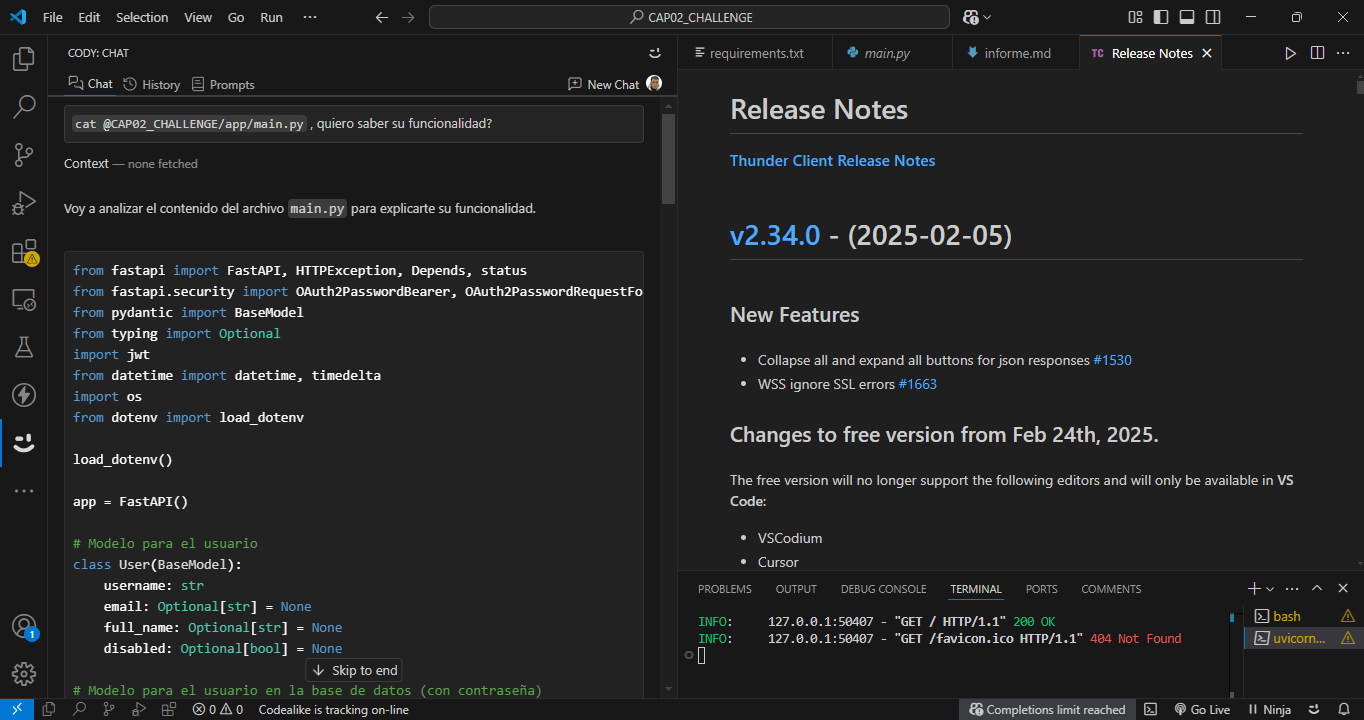 File Edit Selection View Go Run ··· CAP02_CHALLENGE
CODY: CHAT
Chat History Prompts New Chat
cat @CAP02_CHALLENGE/app/main.py , quiero saber su funcionalidad?
Context — none fetched
Voy a analizar el contenido del archivo main.py para explicarte su funcionalidad.
from fastapi import FastAPI, HTTPException, Depends, status
from fastapi.security import OAuth2PasswordBearer, OAuth2PasswordRequestFo
from pydantic import BaseModel
from typing import Optional
import jwt
from datetime import datetime, timedelta
import os
from dotenv import load_dotenv
load_dotenv()
app = FastAPI()
# Modelo para el usuario
class User(BaseModel):
username: str
email: Optional[str] = None
full_name: Optional[str] = None
disabled: Optional[bool] = None
Skip to end
# Modelo para el usuario en la base de datos (con contraseña)
requirements.txt main.py informe.md TC Release Notes
Release Notes
Thunder Client Release Notes
v2.34.0 - (2025-02-05)
New Features
• Collapse all and expand all buttons for json responses #1530
• WSS ignore SSL errors #1663
Changes to free version from Feb 24th, 2025.
The free version will no longer support the following editors and will only be available in VS
Code:
• VSCodium
• Cursor
PROBLEMS OUTPUT DEBUG CONSOLE TERMINAL PORTS COMMENTS
INFO: 127.0.0.1:50407 - "GET / HTTP/1.1" 200 OK
INFO: 127.0.0.1:50407 - "GET /favicon.ico HTTP/1.1" 404 Not Found
bash
uvicorn...
1
0 0 Codealike is tracking on-line Completions limit reached Go Live Ninja